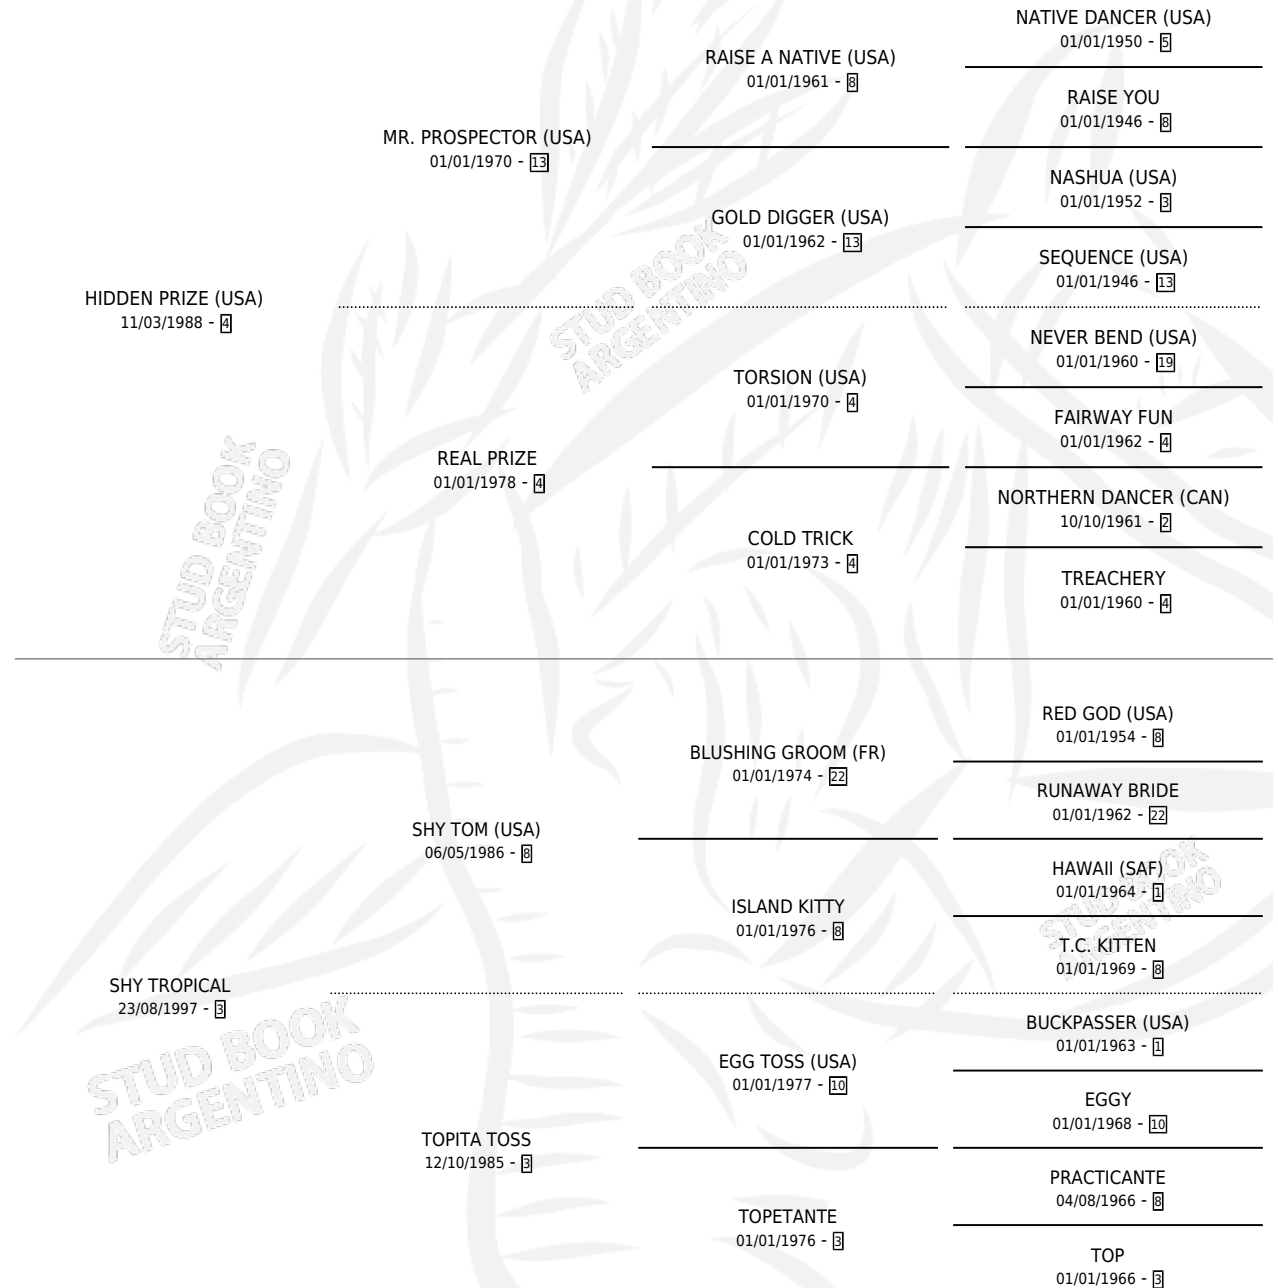 NATIVE DANCER (USA)
01/01/1950 - 5
RAISE A NATIVE (USA)
01/01/1961 - 8
RAISE YOU
01/01/1946 - 8
MR. PROSPECTOR (USA)
01/01/1970 - 13
NASHUA (USA)
01/01/1952 - 3
GOLD DIGGER (USA)
01/01/1962 - 13
SEQUENCE (USA)
01/01/1946 - 13
HIDDEN PRIZE (USA)
11/03/1988 - 4
NEVER BEND (USA)
01/01/1960 - 19
TORSION (USA)
01/01/1970 - 4
FAIRWAY FUN
01/01/1962 - 4
REAL PRIZE
01/01/1978 - 4
NORTHERN DANCER (CAN)
10/10/1961 - 2
COLD TRICK
01/01/1973 - 4
TREACHERY
01/01/1960 - 4
STUD BOOK
ARGENTINO
STUD BOOK
ARGENTINO
RED GOD (USA)
01/01/1954 - 8
BLUSHING GROOM (FR)
01/01/1974 - 22
RUNAWAY BRIDE
01/01/1962 - 22
SHY TOM (USA)
06/05/1986 - 8
HAWAII (SAF)
01/01/1964 - 1
ISLAND KITTY
01/01/1976 - 8
T.C. KITTEN
01/01/1969 - 8
SHY TROPICAL
23/08/1997 - 3
BUCKPASSER (USA)
01/01/1963 - 1
EGG TOSS (USA)
01/01/1977 - 10
EGGY
01/01/1968 - 10
TOPITA TOSS
12/10/1985 - 3
PRACTICANTE
04/08/1966 - 8
TOPETANTE
01/01/1976 - 3
TOP
01/01/1966 - 3
STUD BOOK
ARGENTINO
STUD BOOK
ARGENTINO